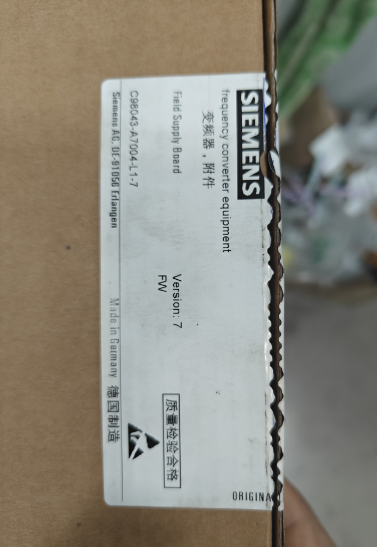 SIEMENS
frequency converter equipment
变频器，附件
Field Supply Board
Version: 7
FW
C98043-A7004-L1-7
Siemens AG, DE-91056 Erlangen
Made in Germany 德国制造
质量检验合格
ORIGINA